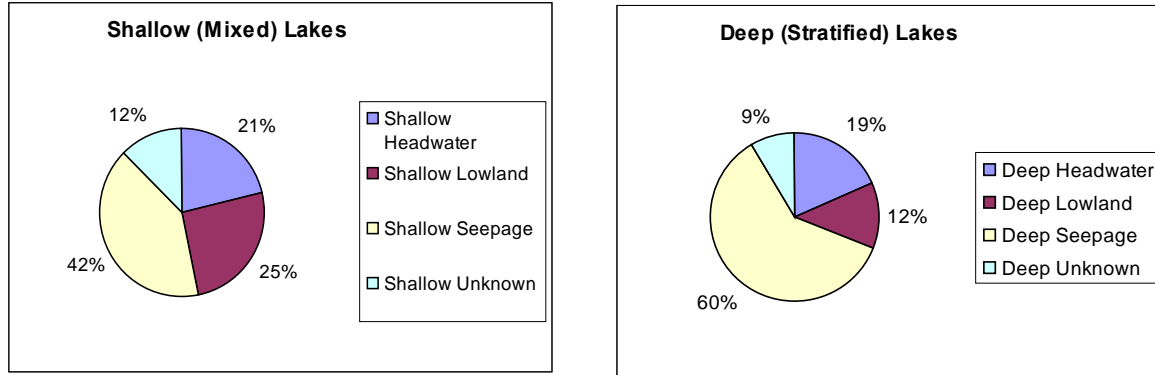 Shallow (Mixed) Lakes
12%
21%
42%
25%
Shallow
Headwater
Shallow Lowland
Shallow Seepage
Shallow Unknown
Deep (Stratified) Lakes
9%
19%
12%
60%
Deep Headwater
Deep Lowland
Deep Seepage
Deep Unknown